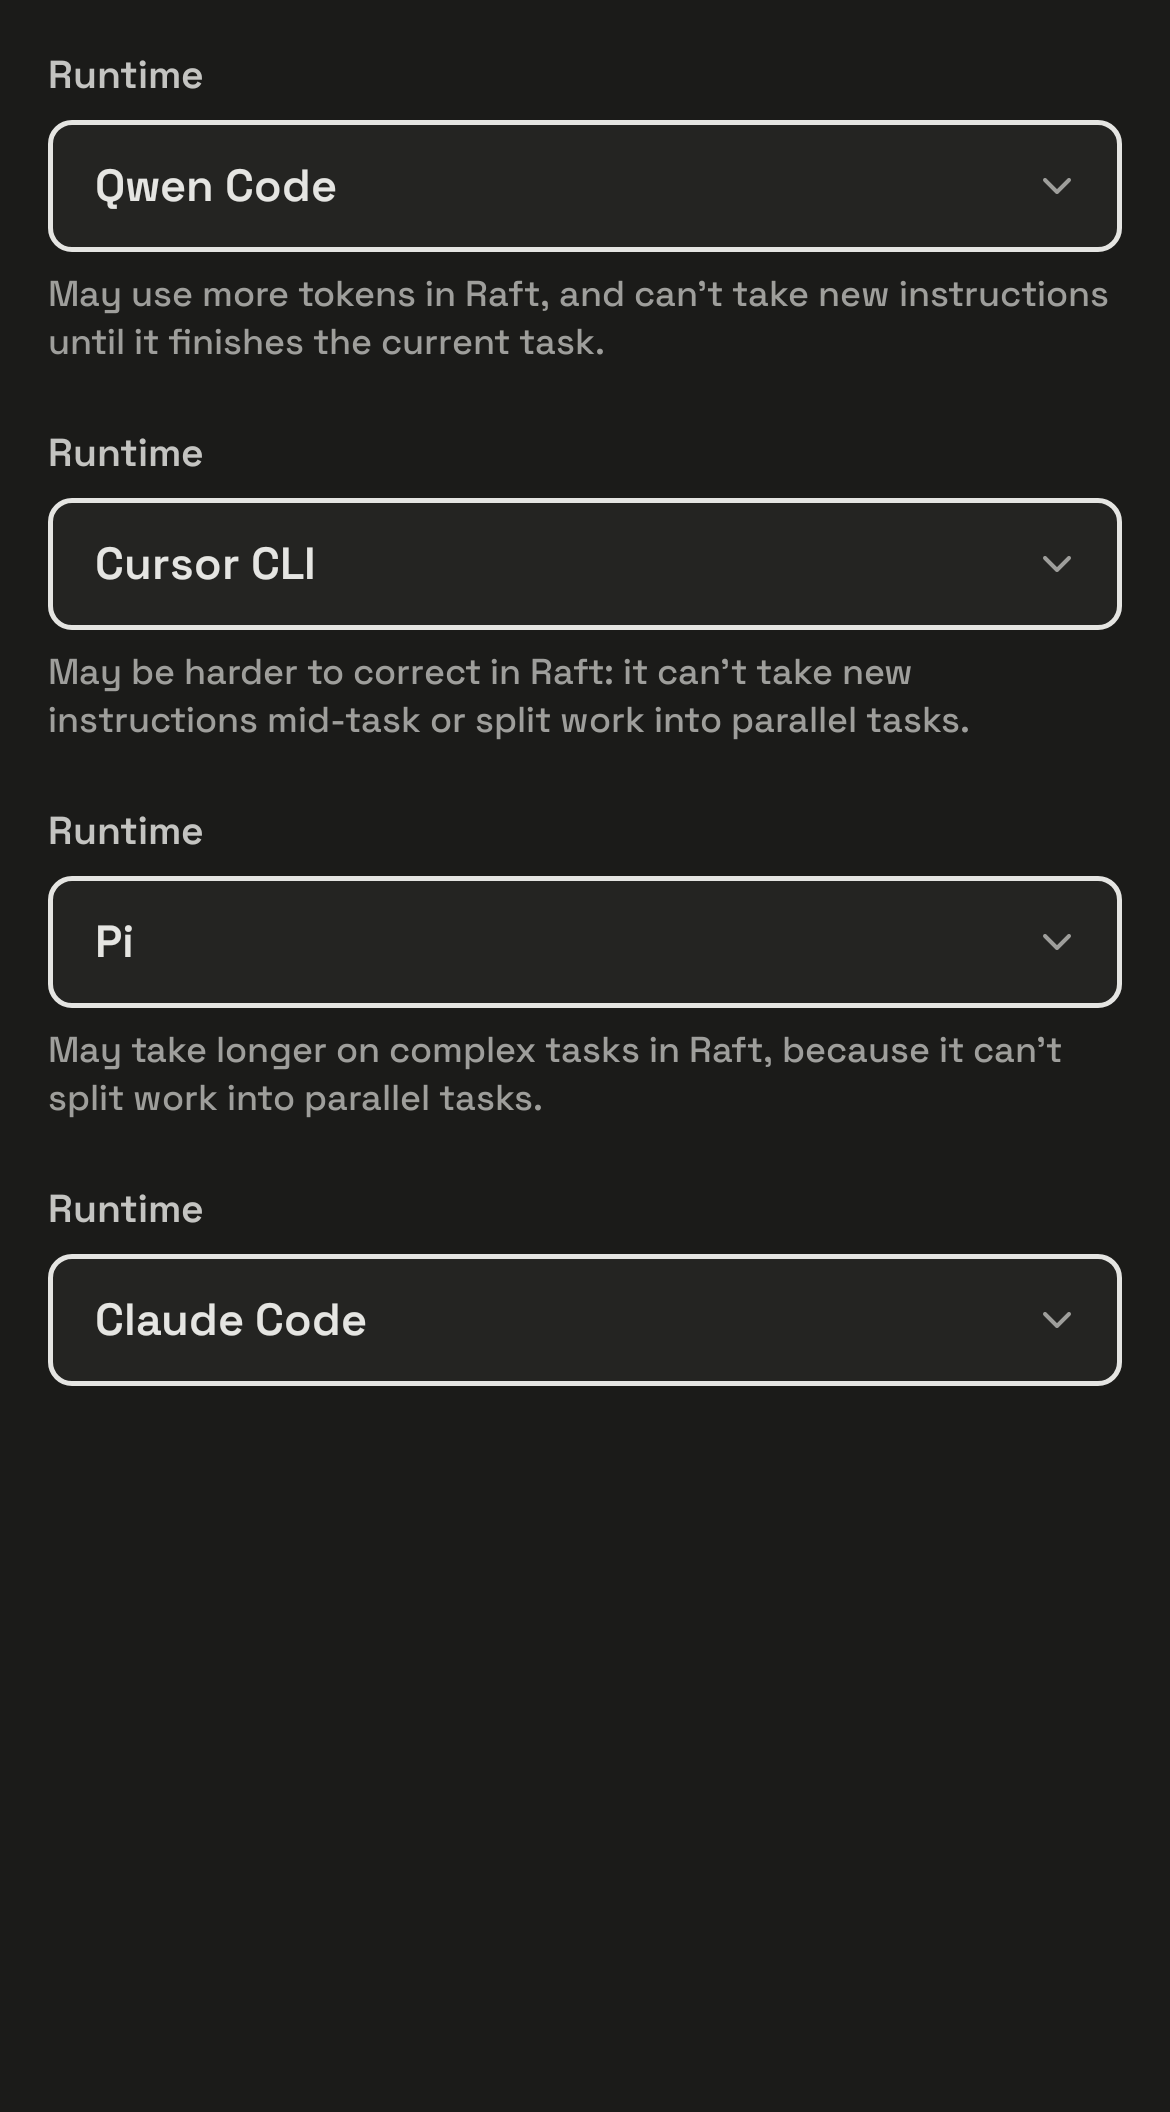 Runtime
Qwen Code
May use more tokens in Raft, and can’t take new instructions
until it finishes the current task.
Runtime
Cursor CLI
May be harder to correct in Raft: it can’t take new
instructions mid-task or split work into parallel tasks.
Runtime
Pi
May take longer on complex tasks in Raft, because it can’t
split work into parallel tasks.
Runtime
Claude Code